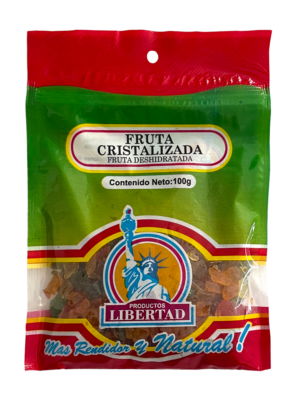 FRUTA
CRISTALIZADA
FRUTA DESHIDRATADA
Contenido Neto:100g
PRODUCTOS
LIBERTAD
Mas Rendidor Y Natural!